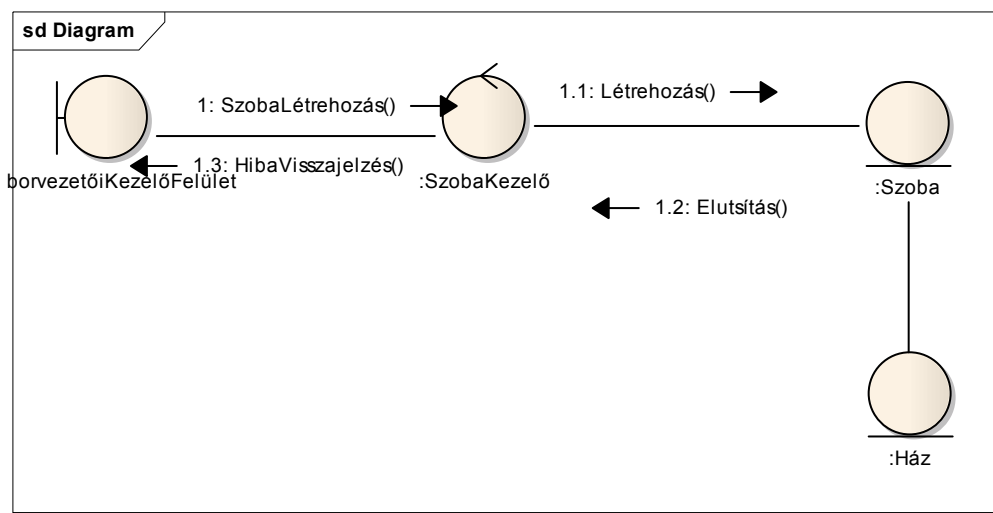 sd Diagram
1: SzobaLétrehozás()
1.1: Létrehozás()
1.3: HibaVisszajelzés()
borvezetőiKezelőFelület
:SzobaKezelő
:Szoba
1.2: Elutsítás()
:Ház